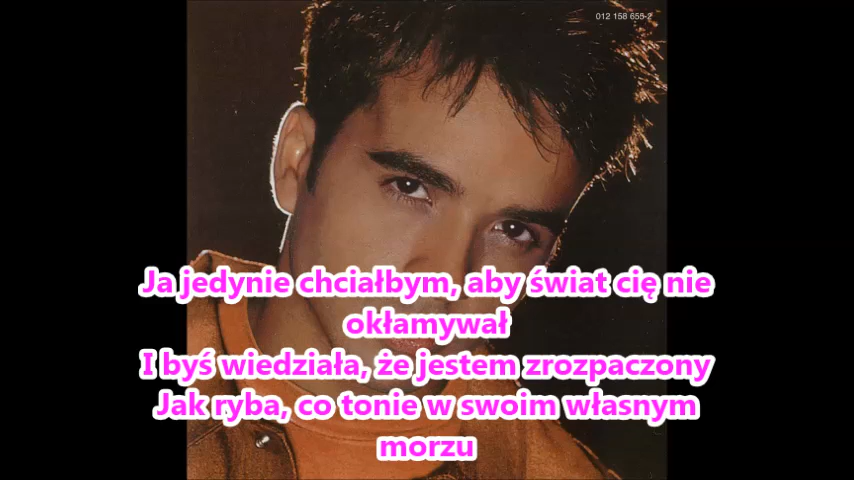 012 158 655-2
Ja jedynie chciałbym, aby świat cię nie
okłamywał
I byś wiedziała, że jestem zrozpaczony
Jak ryba, co tonie w swoim własnym
morzu